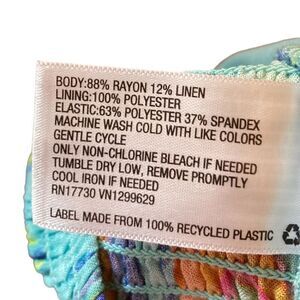 BODY:88% RAYON 12% LINEN
LINING:100% POLYESTER
ELASTIC:63% POLYESTER 37% SPANDEX
MACHINE WASH COLD WITH LIKE COLORS
GENTLE CYCLE
ONLY NON-CHLORINE BLEACH IF NEEDED
TUMBLE DRY LOW, REMOVE PROMPTLY
COOL IRON IF NEEDED
RN17730 VN1299629
LABEL MADE FROM 100% RECYCLED PLASTIC